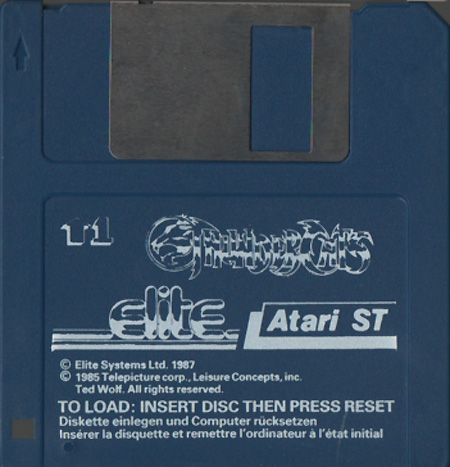 T1 ThunderCats
elite Atari ST
© Elite Systems Ltd. 1987
© 1985 Telepicture corp., Leisure Concepts, inc.
Ted Wolf. All rights reserved.
TO LOAD: INSERT DISC THEN PRESS RESET
Diskette einlegen und Computer rücksetzen
Insérer la disquette et remettre l'ordinateur à l'état initial